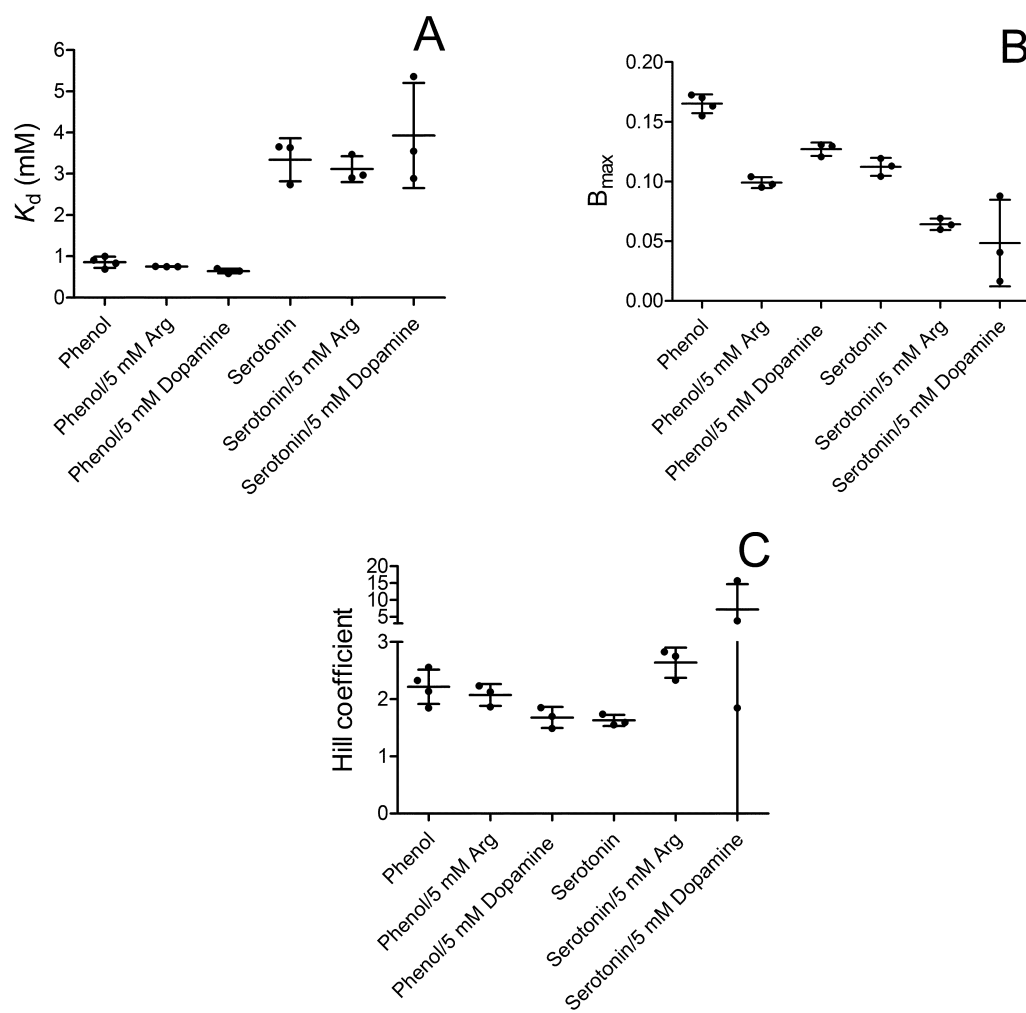 A
6
5
4
3
2
1
0
Kd (mM)
Phenol
Phenol/5 mM Arg
Phenol/5 mM Dopamine
Serotonin
Serotonin/5 mM Arg
Serotonin/5 mM Dopamine
B
0.20
0.15
0.10
0.05
0.00
Bmax
Phenol
Phenol/5 mM Arg
Phenol/5 mM Dopamine
Serotonin
Serotonin/5 mM Arg
Serotonin/5 mM Dopamine
C
20
15
10
5
3
2
1
0
Hill coefficient
Phenol
Phenol/5 mM Arg
Phenol/5 mM Dopamine
Serotonin
Serotonin/5 mM Arg
Serotonin/5 mM Dopamine